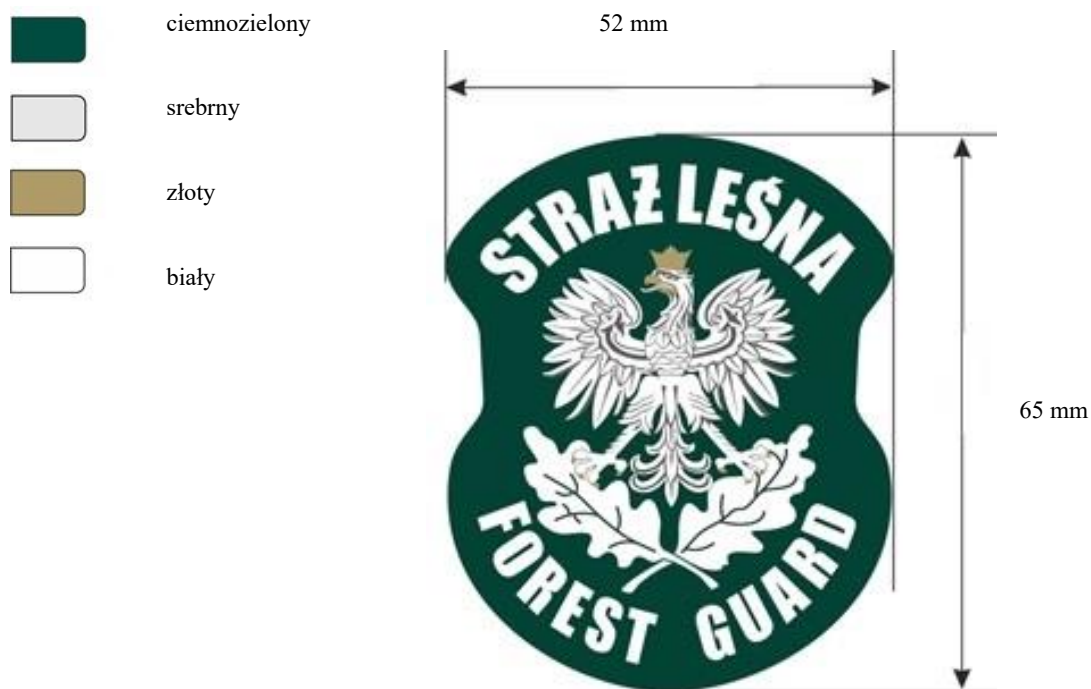 ciemnozielony
52 mm
srebrny
złoty
biały
STRAŻ LEŚNA
65 mm
FOREST GUARD